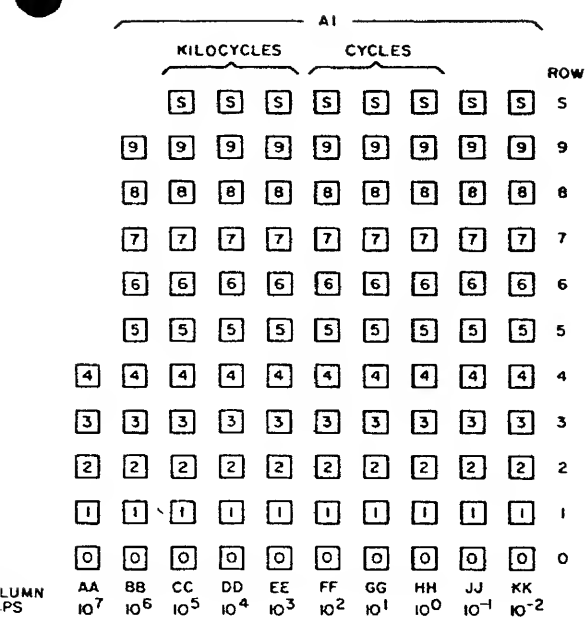 A1
KILOCYCLES CYCLES
ROW
S S S S S S S S S
9 9 9 9 9 9 9 9 9 9
8 8 8 8 8 8 8 8 8 8
7 7 7 7 7 7 7 7 7 7
6 6 6 6 6 6 6 6 6 6
5 5 5 5 5 5 5 5 5 5
4 4 4 4 4 4 4 4 4 4 4
3 3 3 3 3 3 3 3 3 3 3
2 2 2 2 2 2 2 2 2 2 2
1 1 1 1 1 1 1 1 1 1 1
0 0 0 0 0 0 0 0 0 0 0
LUMN AA BB CC DD EE FF GG HH JJ KK
PS 10⁷ 10⁶ 10⁵ 10⁴ 10³ 10² 10¹ 10⁰ 10⁻¹ 10⁻²